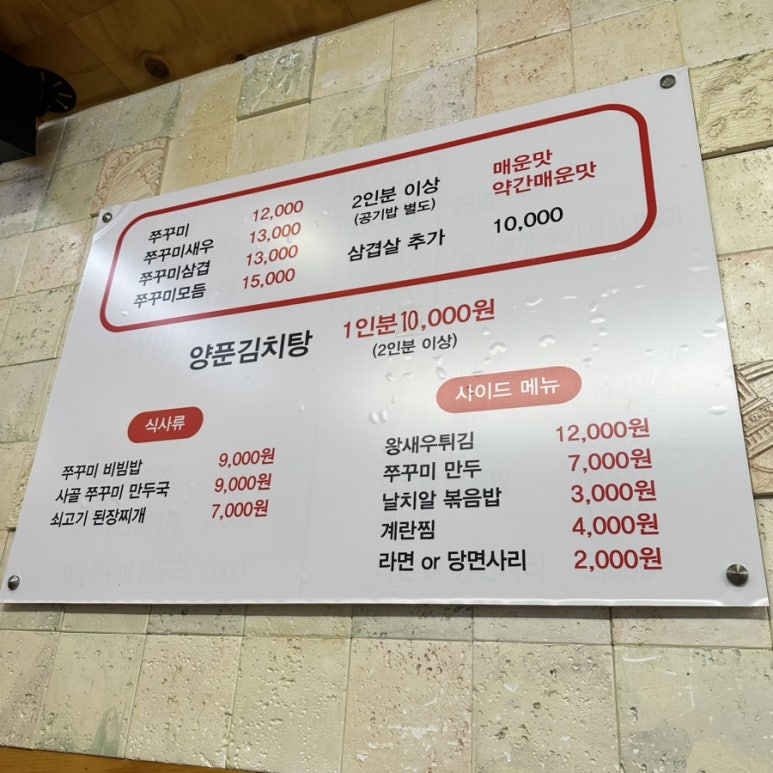 쭈꾸미 12,000
쭈꾸미새우 13,000
쭈꾸미삼겹 13,000
쭈꾸미모듬 15,000
2인분 이상 매운맛
(공기밥 별도) 약간매운맛
삼겹살 추가 10,000
양푼김치탕 1인분10,000원
(2인분 이상)
식사류
쭈꾸미 비빔밥 9,000원
사골 쭈꾸미 만두국 9,000원
쇠고기 된장찌개 7,000원
사이드 메뉴
왕새우튀김 12,000원
쭈꾸미 만두 7,000원
날치알 볶음밥 3,000원
계란찜 4,000원
라면 or 당면사리 2,000원